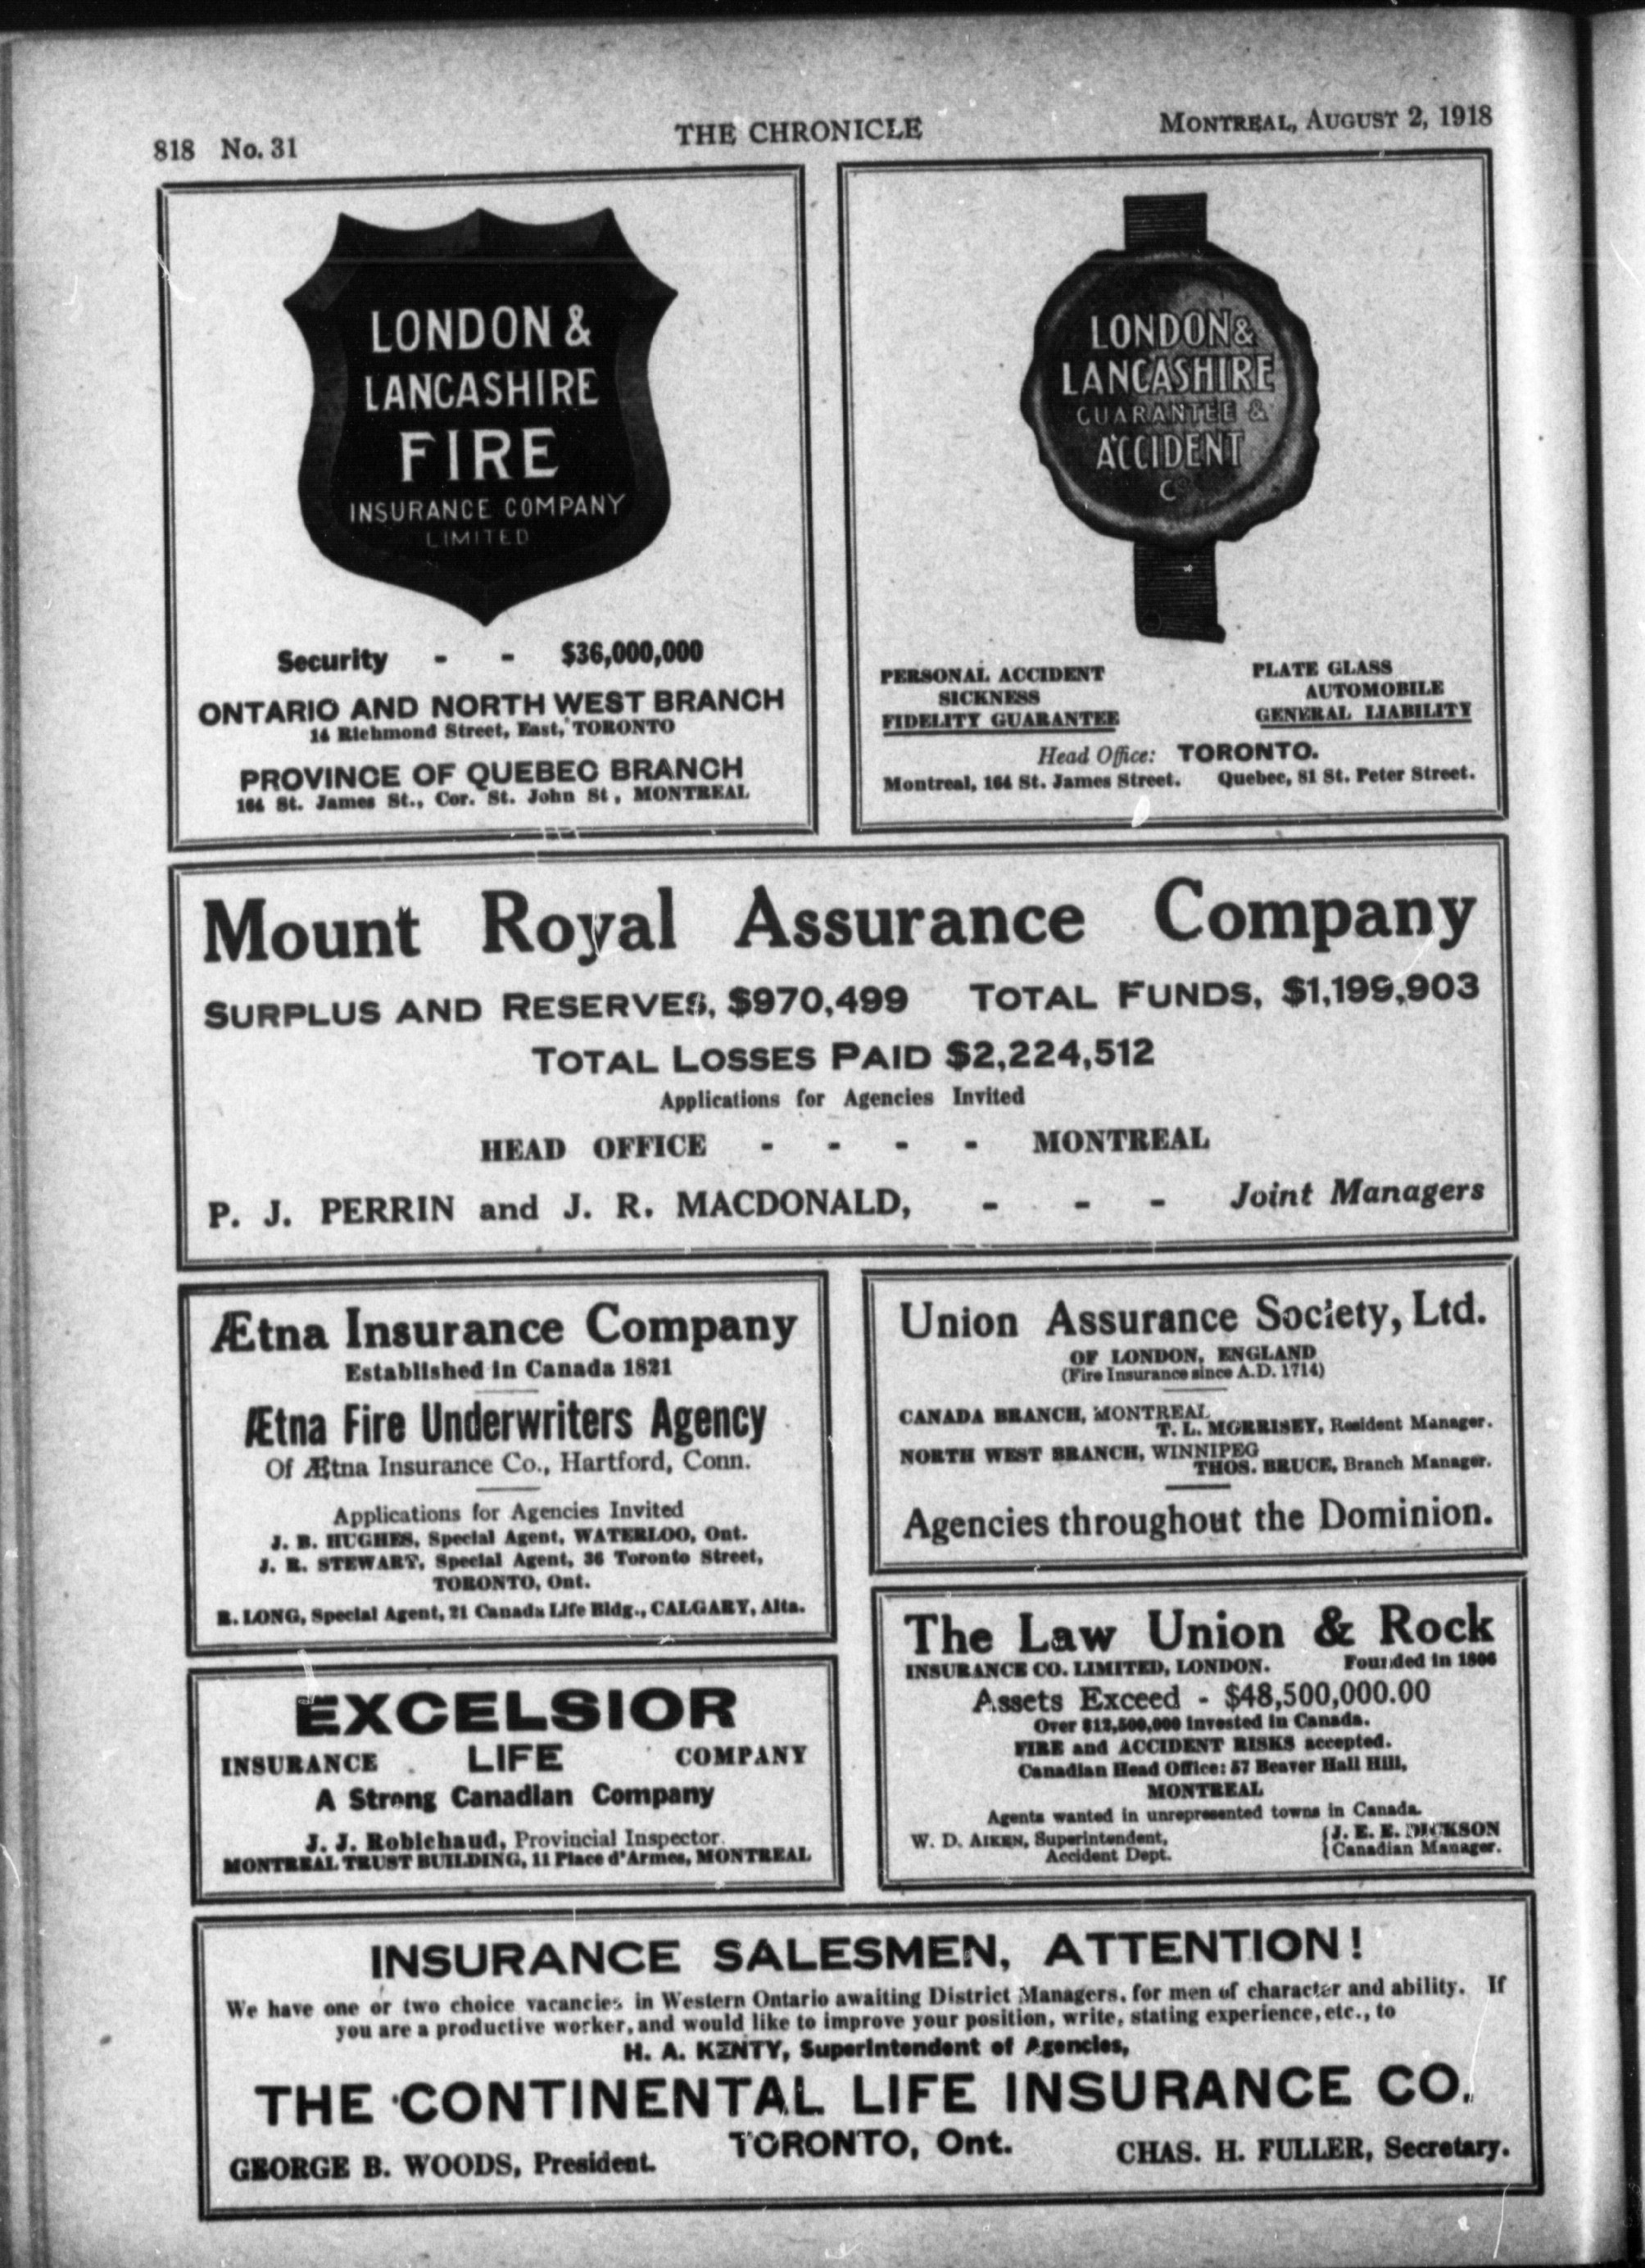 818 No. 31
THE CHRONICLE
MONTREAL, AUGUST 2, 1918
LONDON &
LANCASHIRE
FIRE
INSURANCE COMPANY
LIMITED
Security - - $36,000,000
ONTARIO AND NORTH WEST BRANCH
14 Richmond Street, East, TORONTO
PROVINCE OF QUEBEC BRANCH
164 St. James St., Cor. St. John St, MONTREAL
LONDON &
LANCASHIRE
GUARANTEE &
ACCIDENT
Co
PERSONAL ACCIDENT
SICKNESS
FIDELITY GUARANTEE
PLATE GLASS
AUTOMOBILE
GENERAL LIABILITY
Head Office: TORONTO.
Montreal, 164 St. James Street. Quebec, 81 St. Peter Street.
Mount Royal Assurance Company
SURPLUS AND RESERVES, $970,499 TOTAL FUNDS, $1,199,903
TOTAL LOSSES PAID $2,224,512
Applications for Agencies Invited
HEAD OFFICE - - - - MONTREAL
P. J. PERRIN and J. R. MACDONALD, - - - Joint Managers
Ætna Insurance Company
Established in Canada 1821
Ætna Fire Underwriters Agency
Of Ætna Insurance Co., Hartford, Conn.
Applications for Agencies Invited
J. B. HUGHES, Special Agent, WATERLOO, Ont.
J. R. STEWART, Special Agent, 36 Toronto Street,
TORONTO, Ont.
R. LONG, Special Agent, 21 Canada Life Bldg., CALGARY, Alta.
Union Assurance Society, Ltd.
OF LONDON, ENGLAND
(Fire Insurance since A.D. 1714)
CANADA BRANCH, MONTREAL
T. L. MORRISEY, Resident Manager.
NORTH WEST BRANCH, WINNIPEG
THOS. BRUCE, Branch Manager.
Agencies throughout the Dominion.
EXCELSIOR
INSURANCE LIFE COMPANY
A Strong Canadian Company
J. J. Robichaud, Provincial Inspector.
MONTREAL TRUST BUILDING, 11 Place d'Armes, MONTREAL
The Law Union & Rock
INSURANCE CO. LIMITED, LONDON. Founded in 1806
Assets Exceed - $48,500,000.00
Over $12,500,000 invested in Canada.
FIRE and ACCIDENT RISKS accepted.
Canadian Head Office: 57 Beaver Hall Hill,
MONTREAL
Agents wanted in unrepresented towns in Canada.
W. D. AIKEN, Superintendent,
Accident Dept.
J. E. E. DICKSON
Canadian Manager.
INSURANCE SALESMEN, ATTENTION!
We have one or two choice vacancies in Western Ontario awaiting District Managers, for men of character and ability. If
you are a productive worker, and would like to improve your position, write, stating experience, etc., to
H. A. KENTY, Superintendent of Agencies,
THE CONTINENTAL LIFE INSURANCE CO.
TORONTO, Ont.
GEORGE B. WOODS, President.
CHAS. H. FULLER, Secretary.